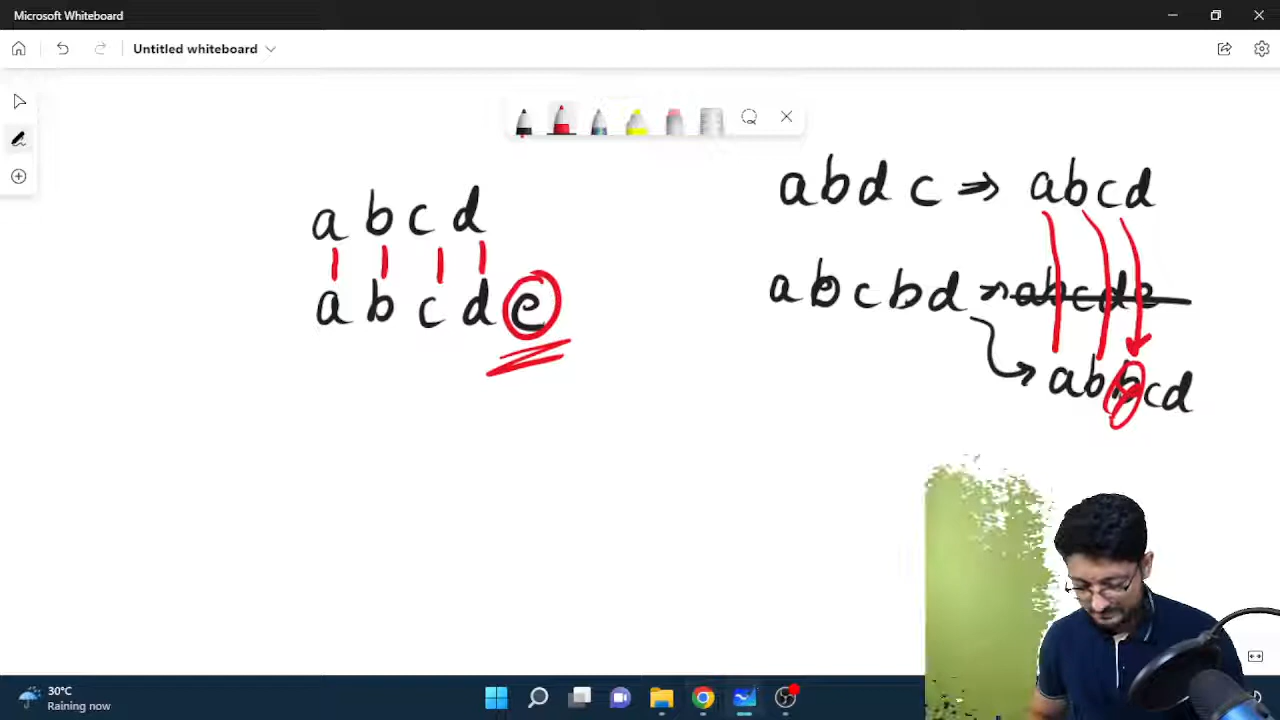 Microsoft Whiteboard
Untitled whiteboard
a b c d
a b c d e
a b d c ⇒ a b c d
a b c b d → a b c d e
→ a b b c d
30°C
Raining now